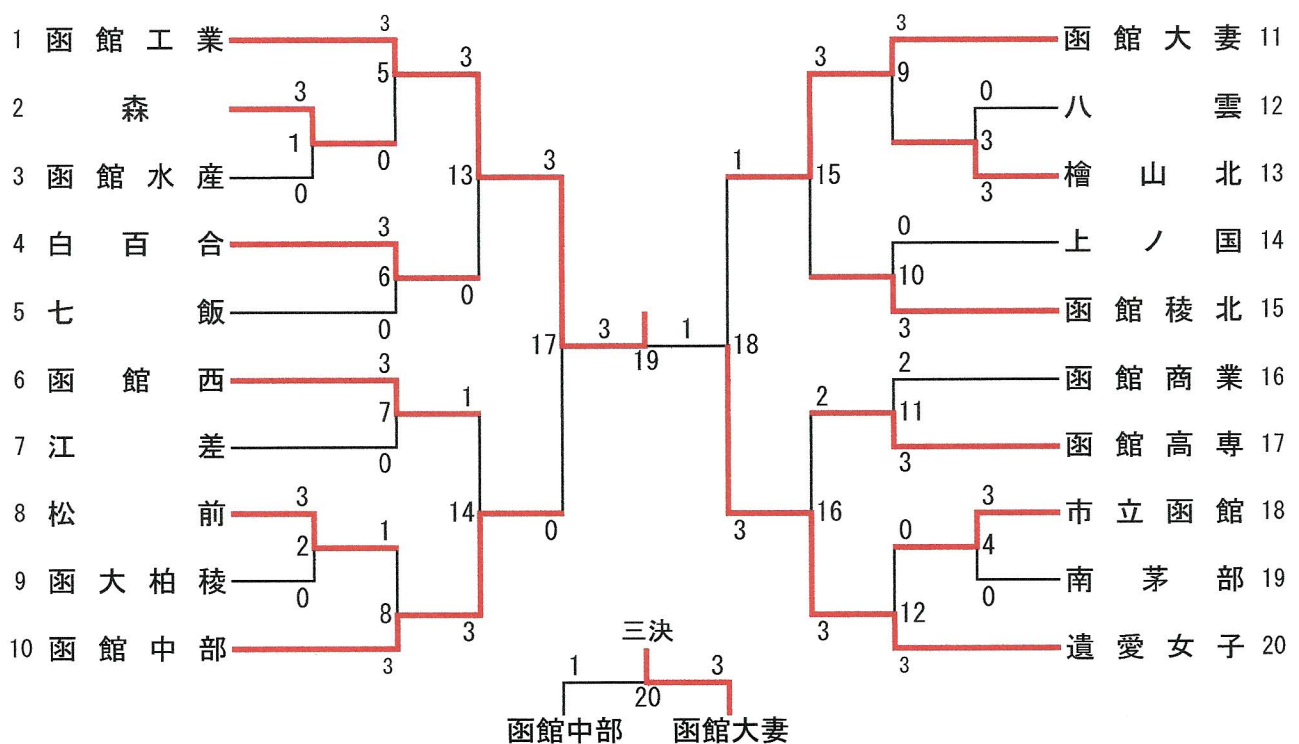 1 函館工業
2 森
3 函館水産
4 白百合
5 七飯
6 函館西
7 江差
8 松前
9 函大柏稜
10 函館中部
3
5
0
3
1
0
3
6
0
3
7
0
3
2
0
1
8
3
3
13
0
1
14
3
3
17
0
3
19
1
1
18
3
3
15
2
16
3
3
9
0
3
3
0
10
3
2
11
3
3
4
0
0
12
3
函館大妻 11
八雲 12
檜山北 13
上ノ国 14
函館稜北 15
函館商業 16
函館高専 17
市立函館 18
南茅部 19
遺愛女子 20
三決
1
20
3
函館中部
函館大妻